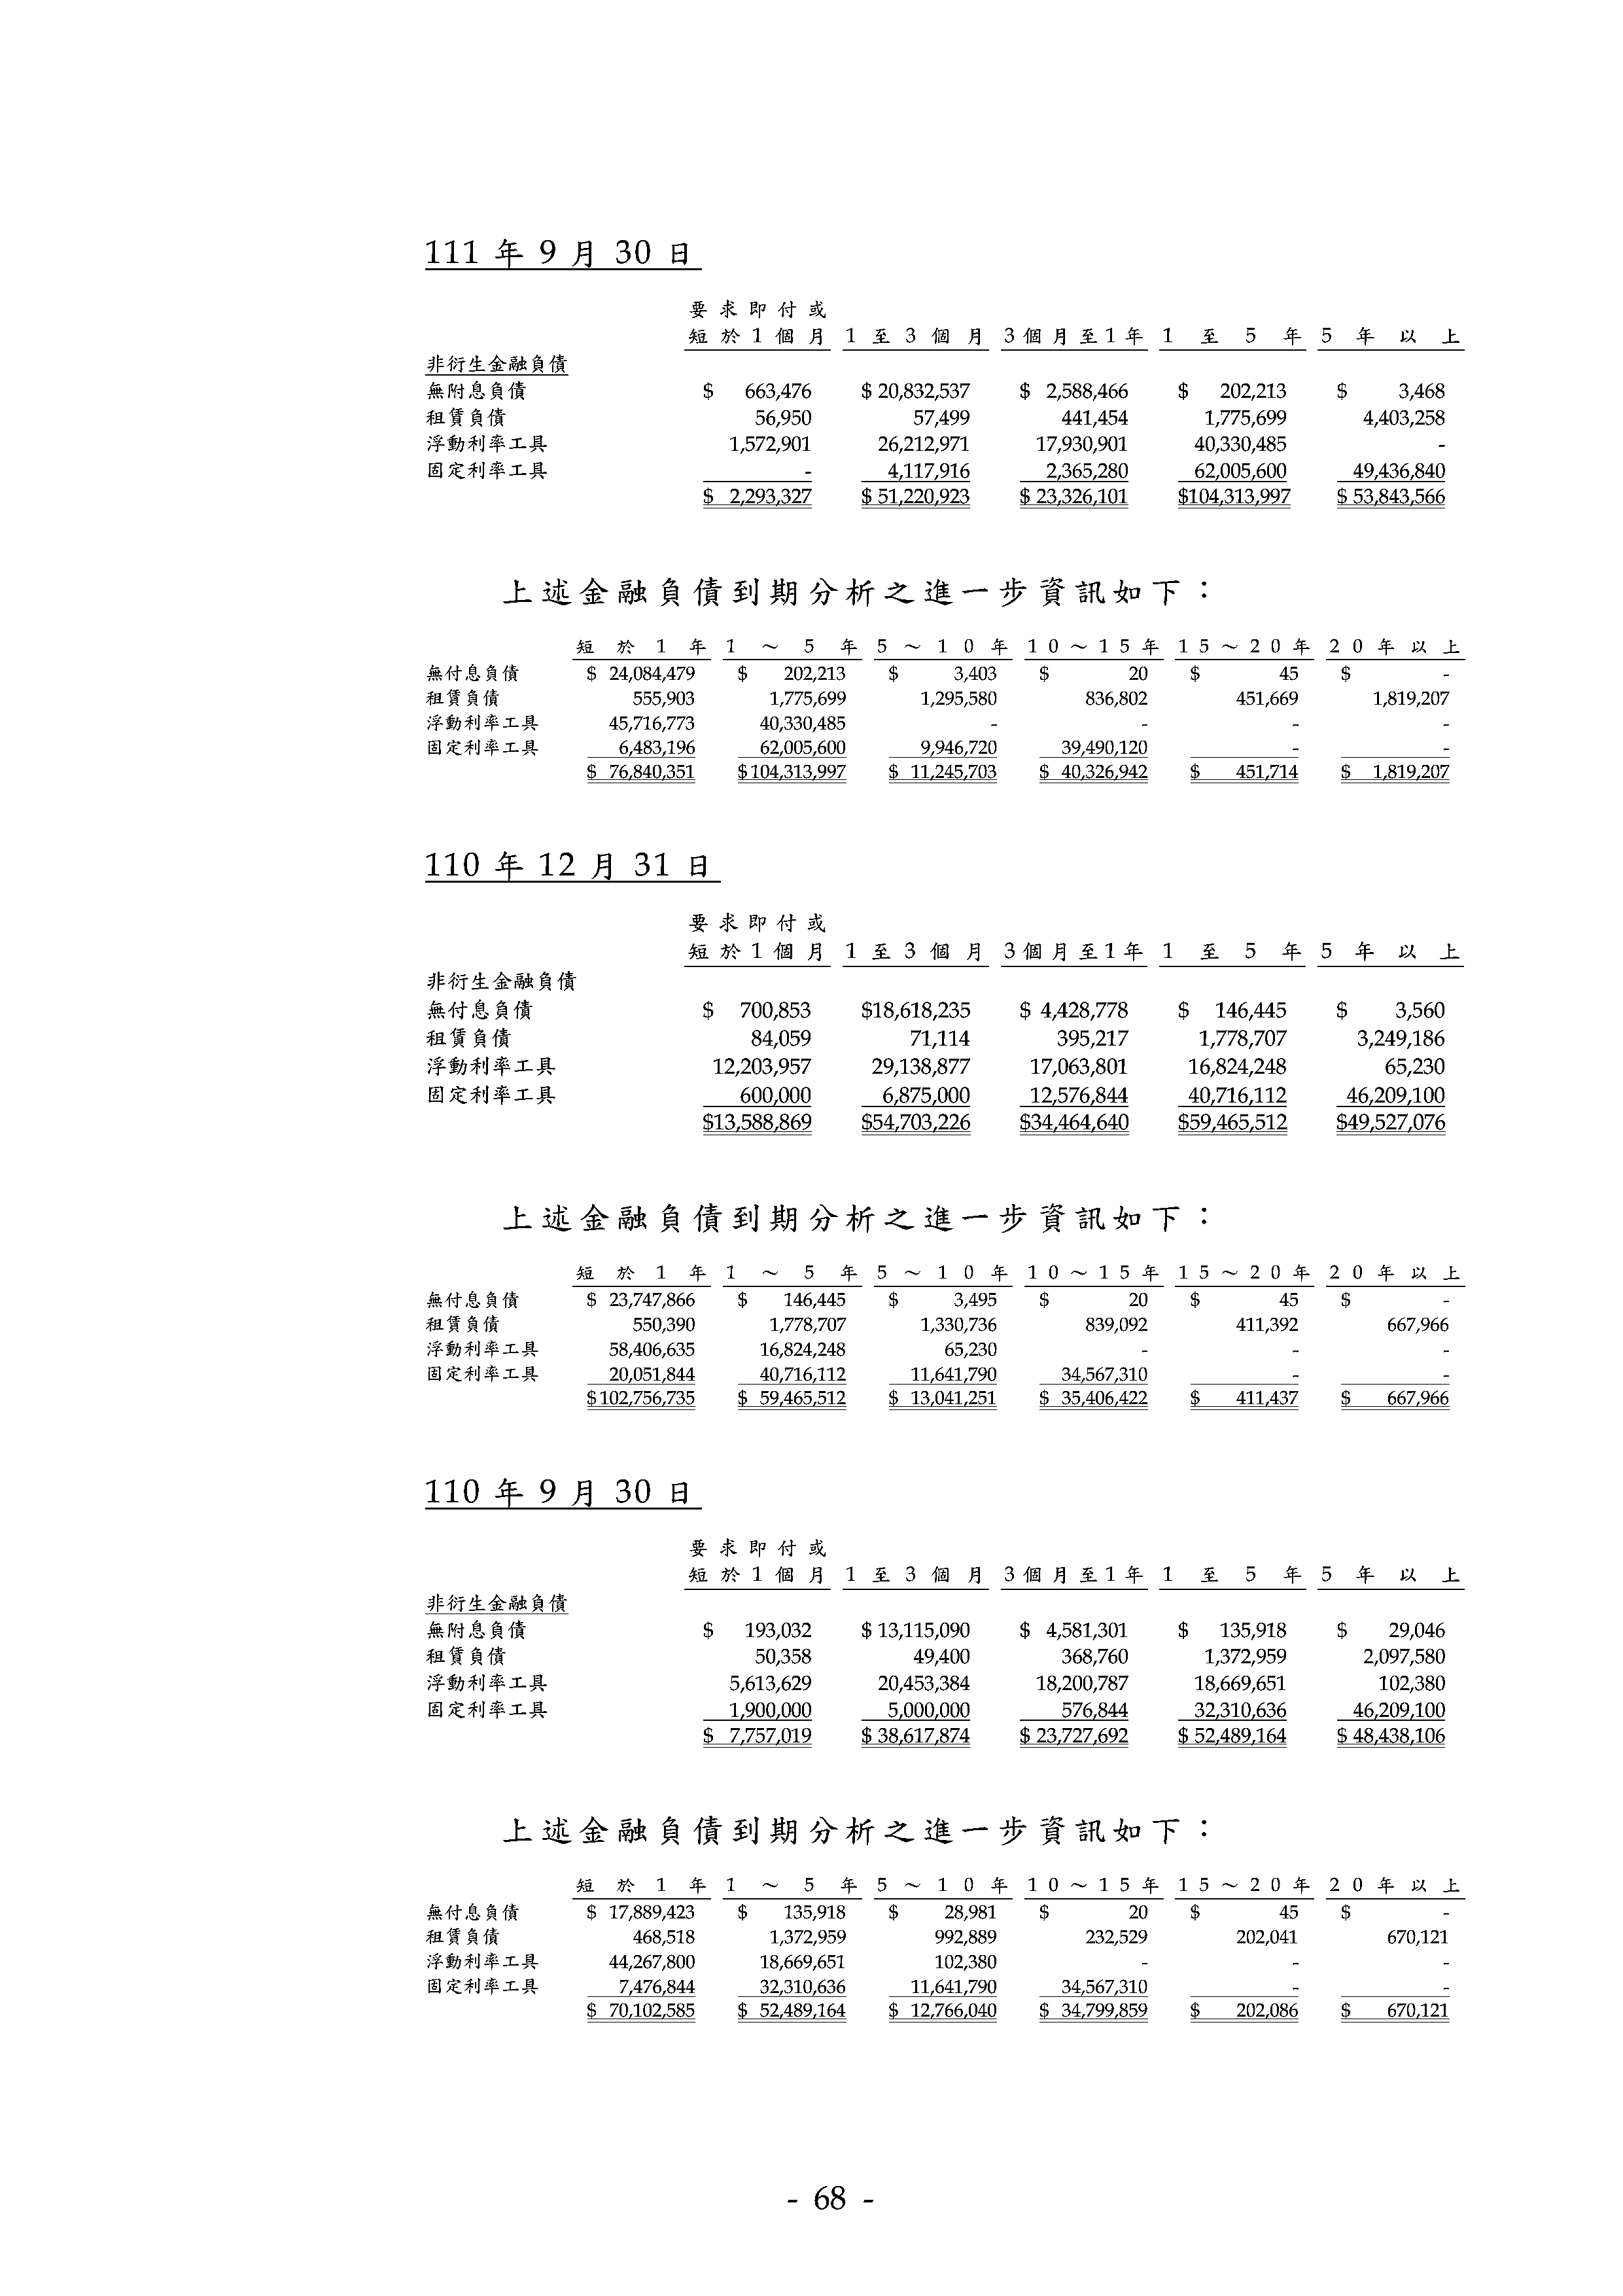 111 年 9 月 30 日
要求即付或
短於1個月 1至3個月 3個月至1年 1至5年 5年以上
非衍生金融負債
無附息負債 $ 663,476 $ 20,832,537 $ 2,588,466 $ 202,213 $ 3,468
租賃負債 56,950 57,499 441,454 1,775,699 4,403,258
浮動利率工具 1,572,901 26,212,971 17,930,901 40,330,485 -
固定利率工具 - 4,117,916 2,365,280 62,005,600 49,436,840
$ 2,293,327 $ 51,220,923 $ 23,326,101 $104,313,997 $ 53,843,566
上述金融負債到期分析之進一步資訊如下：
短於1年 1～5年 5～10年 10～15年 15～20年 20年以上
無付息負債 $ 24,084,479 $ 202,213 $ 3,403 $ 20 $ 45 $ -
租賃負債 555,903 1,775,699 1,295,580 836,802 451,669 1,819,207
浮動利率工具 45,716,773 40,330,485 - - - -
固定利率工具 6,483,196 62,005,600 9,946,720 39,490,120 - -
$ 76,840,351 $104,313,997 $ 11,245,703 $ 40,326,942 $ 451,714 $ 1,819,207
110 年 12 月 31 日
要求即付或
短於1個月 1至3個月 3個月至1年 1至5年 5年以上
非衍生金融負債
無付息負債 $ 700,853 $18,618,235 $ 4,428,778 $ 146,445 $ 3,560
租賃負債 84,059 71,114 395,217 1,778,707 3,249,186
浮動利率工具 12,203,957 29,138,877 17,063,801 16,824,248 65,230
固定利率工具 600,000 6,875,000 12,576,844 40,716,112 46,209,100
$13,588,869 $54,703,226 $34,464,640 $59,465,512 $49,527,076
上述金融負債到期分析之進一步資訊如下：
短於1年 1～5年 5～10年 10～15年 15～20年 20年以上
無付息負債 $ 23,747,866 $ 146,445 $ 3,495 $ 20 $ 45 $ -
租賃負債 550,390 1,778,707 1,330,736 839,092 411,392 667,966
浮動利率工具 58,406,635 16,824,248 65,230 - - -
固定利率工具 20,051,844 40,716,112 11,641,790 34,567,310 - -
$102,756,735 $ 59,465,512 $ 13,041,251 $ 35,406,422 $ 411,437 $ 667,966
110 年 9 月 30 日
要求即付或
短於1個月 1至3個月 3個月至1年 1至5年 5年以上
非衍生金融負債
無附息負債 $ 193,032 $ 13,115,090 $ 4,581,301 $ 135,918 $ 29,046
租賃負債 50,358 49,400 368,760 1,372,959 2,097,580
浮動利率工具 5,613,629 20,453,384 18,200,787 18,669,651 102,380
固定利率工具 1,900,000 5,000,000 576,844 32,310,636 46,209,100
$ 7,757,019 $ 38,617,874 $ 23,727,692 $ 52,489,164 $ 48,438,106
上述金融負債到期分析之進一步資訊如下：
短於1年 1～5年 5～10年 10～15年 15～20年 20年以上
無付息負債 $ 17,889,423 $ 135,918 $ 28,981 $ 20 $ 45 $ -
租賃負債 468,518 1,372,959 992,889 232,529 202,041 670,121
浮動利率工具 44,267,800 18,669,651 102,380 - - -
固定利率工具 7,476,844 32,310,636 11,641,790 34,567,310 - -
$ 70,102,585 $ 52,489,164 $ 12,766,040 $ 34,799,859 $ 202,086 $ 670,121
- 68 -